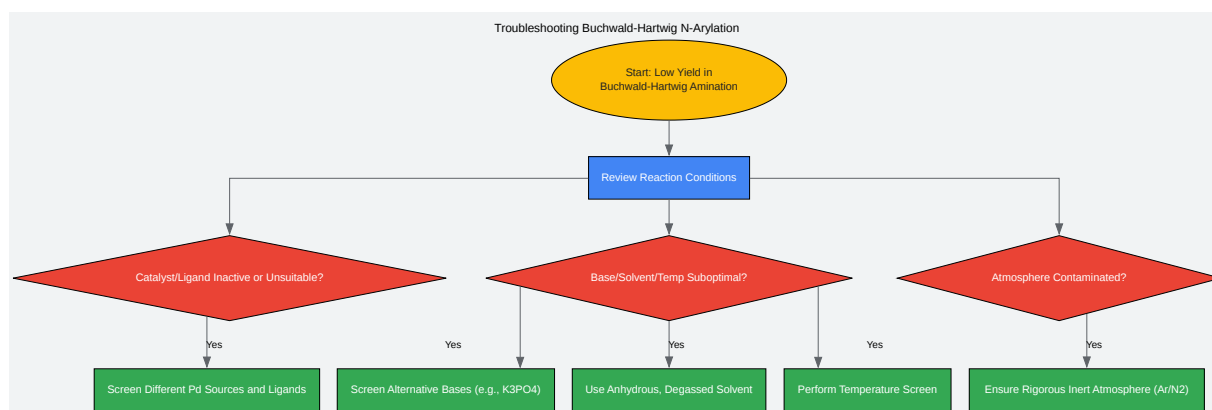 Troubleshooting Buchwald-Hartwig N-Arylation
Start: Low Yield in
Buchwald-Hartwig Amination
Review Reaction Conditions
Catalyst/Ligand Inactive or Unsuitable?
Base/Solvent/Temp Suboptimal?
Atmosphere Contaminated?
Yes
Yes
Yes
Yes
Yes
Screen Different Pd Sources and Ligands
Screen Alternative Bases (e.g., K3PO4)
Use Anhydrous, Degassed Solvent
Perform Temperature Screen
Ensure Rigorous Inert Atmosphere (Ar/N2)